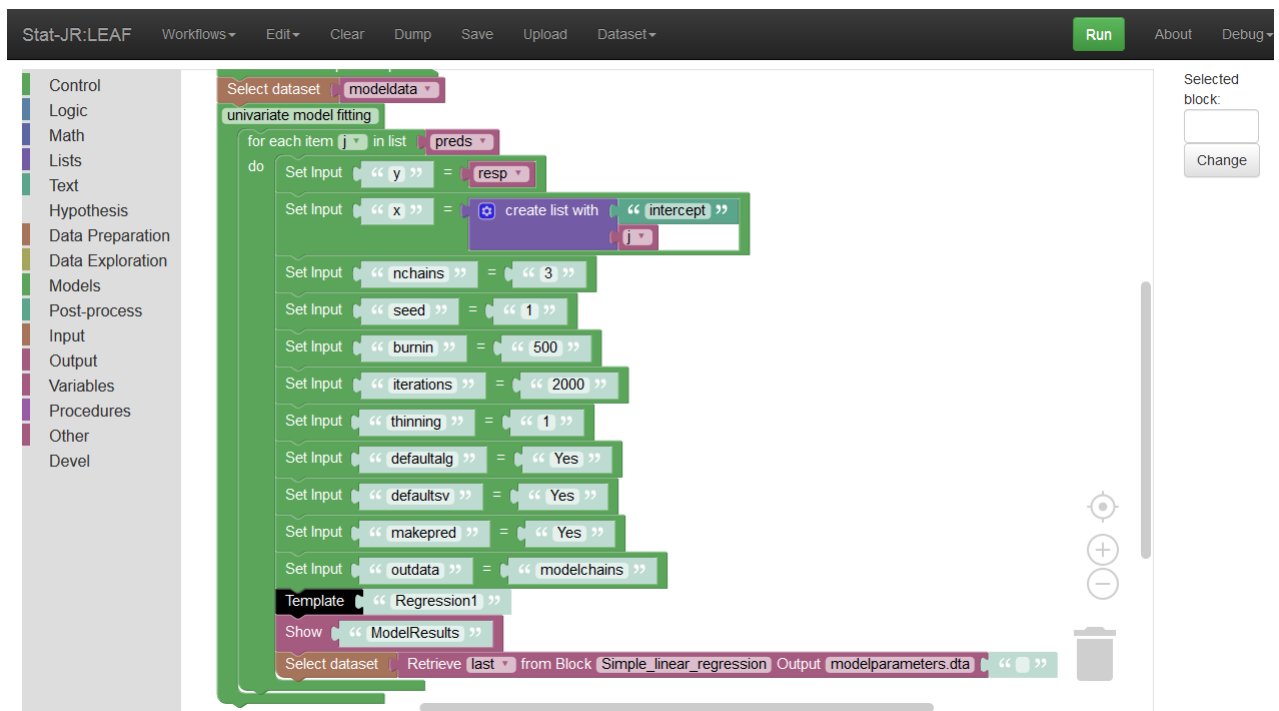 Stat-JR:LEAF Workflows Edit Clear Dump Save Upload Dataset Run About Debug
Control
Logic
Math
Lists
Text
Hypothesis
Data Preparation
Data Exploration
Models
Post-process
Input
Output
Variables
Procedures
Other
Devel
Select dataset modeldata
univariate model fitting
for each item j in list preds
do Set Input “ y ” = resp
Set Input “ x ” = create list with “ intercept ”
j
Set Input “ nchains ” = “ 3 ”
Set Input “ seed ” = “ 1 ”
Set Input “ burnin ” = “ 500 ”
Set Input “ iterations ” = “ 2000 ”
Set Input “ thinning ” = “ 1 ”
Set Input “ defaultalg ” = “ Yes ”
Set Input “ defaultsv ” = “ Yes ”
Set Input “ makepred ” = “ Yes ”
Set Input “ outdata ” = “ modelchains ”
Template “ Regression1 ”
Show “ ModelResults ”
Select dataset Retrieve last from Block Simple_linear_regression Output modelparameters.dta “ ”
Selected
block:
Change